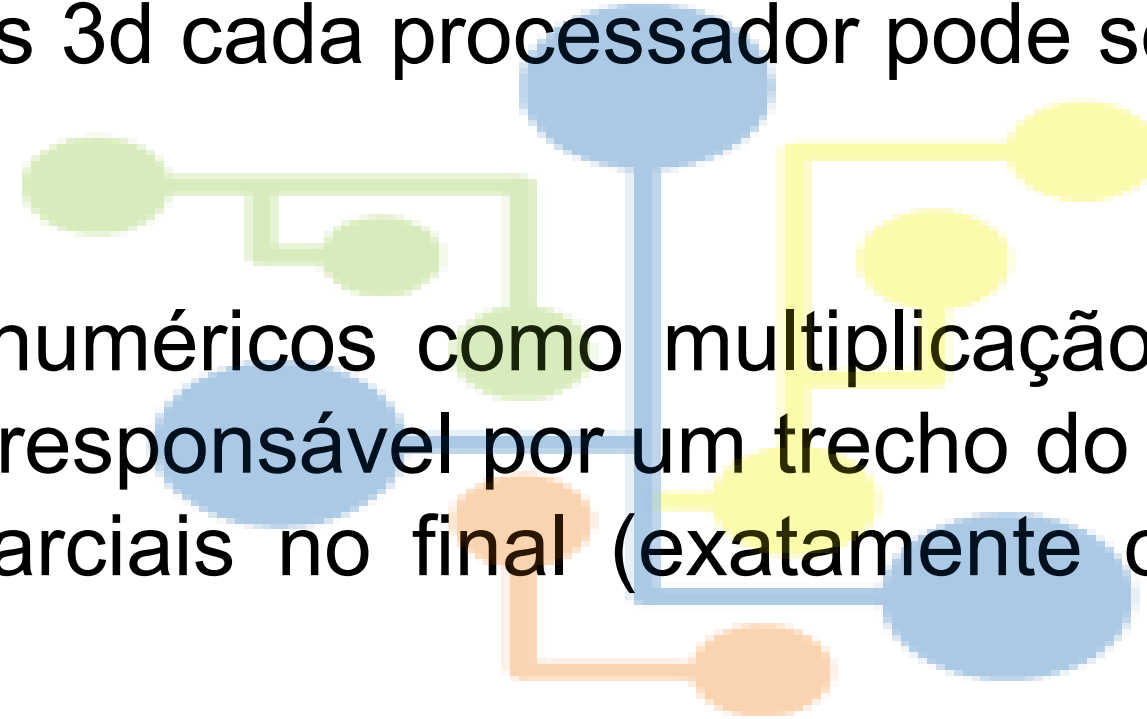 s 3d cada processador pode s
numéricos como multiplicação
responsável por um trecho do
arciais no final (exatamente